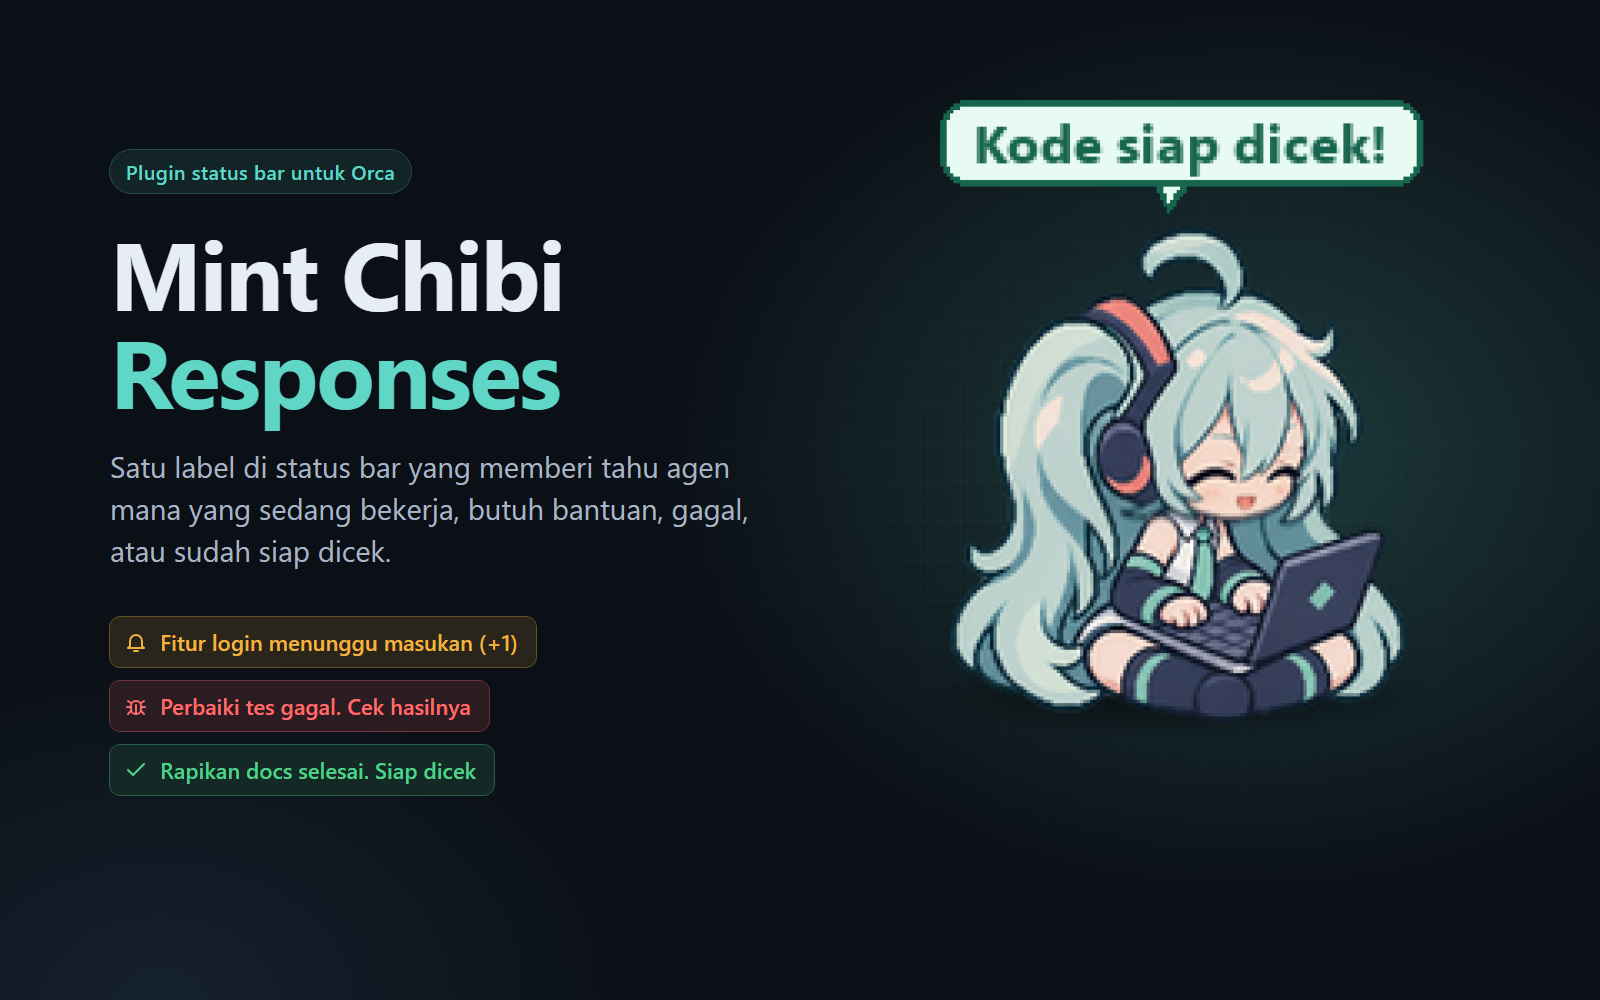 Plugin status bar untuk Orca
Mint Chibi
Responses
Satu label di status bar yang memberi tahu agen
mana yang sedang bekerja, butuh bantuan, gagal,
atau sudah siap dicek.
Fitur login menunggu masukan (+1)
Perbaiki tes gagal. Cek hasilnya
Rapikan docs selesai. Siap dicek
Kode siap dicek!